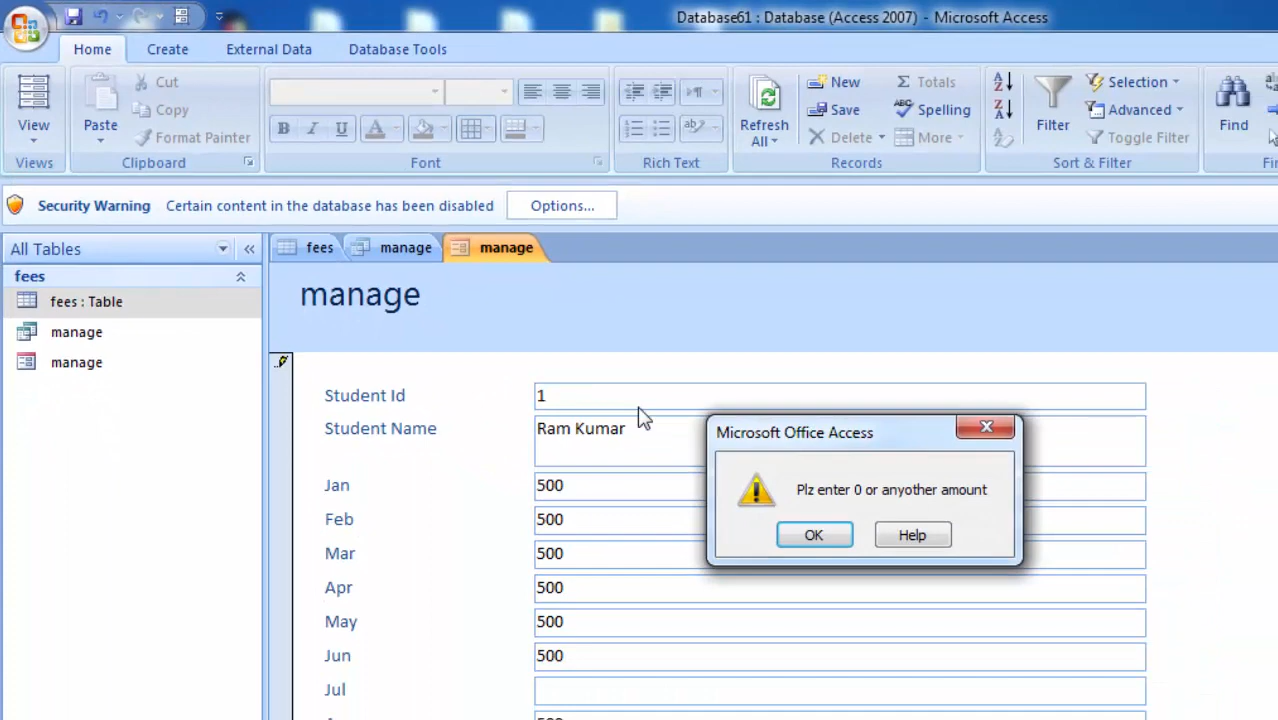 Database61 : Database (Access 2007) - Microsoft Access
Home Create External Data Database Tools
View
Views
Paste
Cut
Copy
Format Painter
Clipboard
B I U A
Font
Rich Text
Refresh All
New
Save
Delete
Totals
ABC Spelling
More
Records
A Z
Z A
Filter
Selection
Advanced
Toggle Filter
Sort & Filter
Find
Security Warning Certain content in the database has been disabled Options...
All Tables
fees
fees : Table
manage
manage
fees manage manage
manage
Student Id 1
Student Name Ram Kumar
Jan 500
Feb 500
Mar 500
Apr 500
May 500
Jun 500
Jul
Microsoft Office Access
Plz enter 0 or anyother amount
OK Help